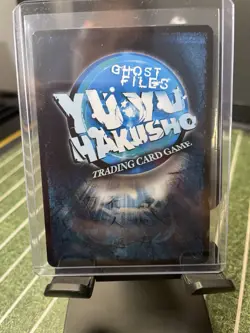 GHOST
FILES
YU YU
HAKUSHO
TRADING CARD GAME